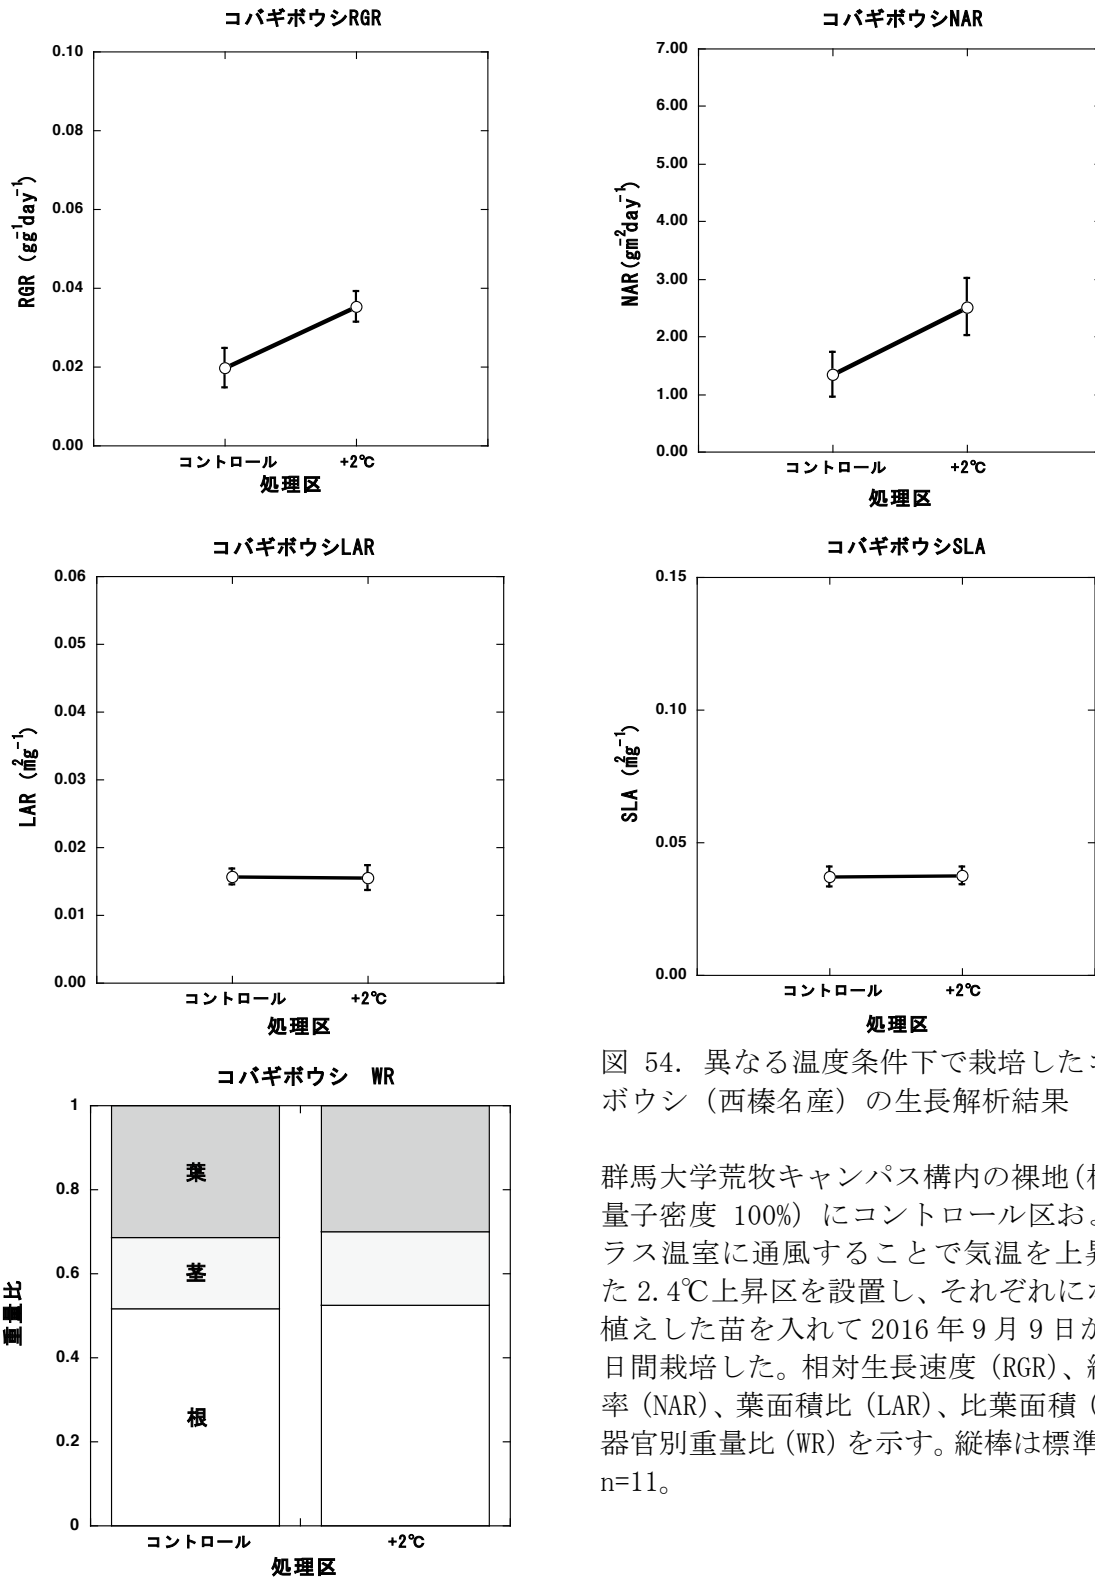 コバギボウシRGR
0.10
0.08
0.06
0.04
0.02
0.00
RGR (gg⁻¹day⁻¹)
コントロール
+2℃
処理区
コバギボウシNAR
7.00
6.00
5.00
4.00
3.00
2.00
1.00
0.00
NAR(gm⁻²day⁻¹)
コントロール
+2℃
処理区
コバギボウシLAR
0.06
0.05
0.04
0.03
0.02
0.01
0.00
LAR (m²g⁻¹)
コントロール
+2℃
処理区
コバギボウシSLA
0.15
0.10
0.05
0.00
SLA (m²g⁻¹)
コントロール
+2℃
処理区
コバギボウシ WR
1
0.8
0.6
0.4
0.2
0
重量比
葉
茎
根
コントロール
+2℃
処理区
図 54. 異なる温度条件下で栽培した
ボウシ（西榛名産）の生長解析結果
群馬大学荒牧キャンパス構内の裸地(
量子密度 100%) にコントロール区お
ラス温室に通風することで気温を上昇
た 2.4℃上昇区を設置し、それぞれに
植えした苗を入れて 2016 年 9 月 9 日か
日間栽培した。相対生長速度 (RGR)、
率 (NAR)、葉面積比 (LAR)、比葉面積 (
器官別重量比 (WR) を示す。縦棒は標準
n=11。